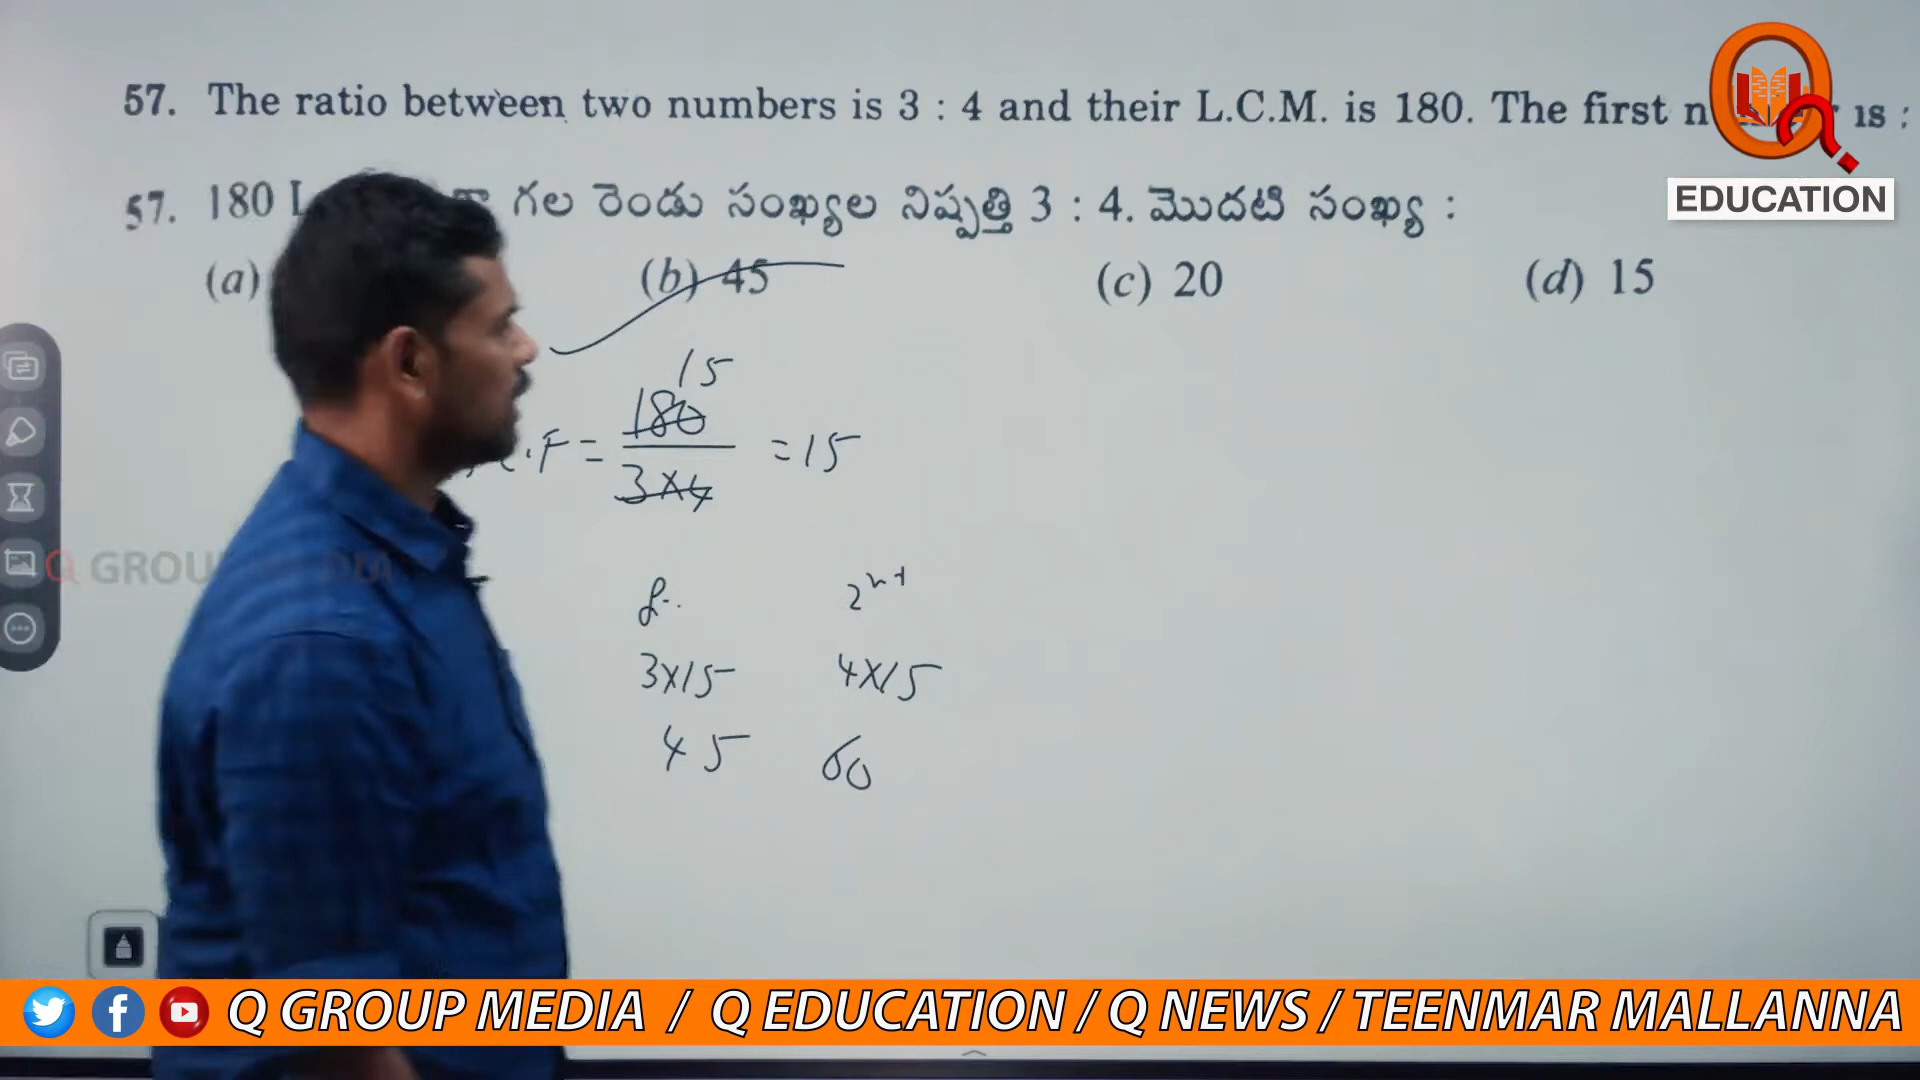 57. The ratio between two numbers is 3 : 4 and their L.C.M. is 180. The first is :
57. 180 గల రెండు సంఖ్యల నిష్పత్తి 3 : 4. మొదటి సంఖ్య :
(a) (b) 45 (c) 20 (d) 15
15
.F = 180 / 3×4 = 15
2nd
3×15 4×15
45 60
EDUCATION
Q GROUP
Q GROUP MEDIA / Q EDUCATION / Q NEWS / TEENMAR MALLANNA